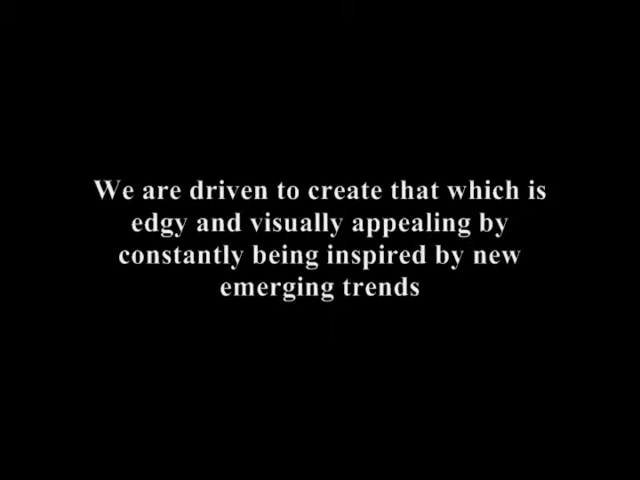 We are driven to create that which is
edgy and visually appealing by
constantly being inspired by new
emerging trends